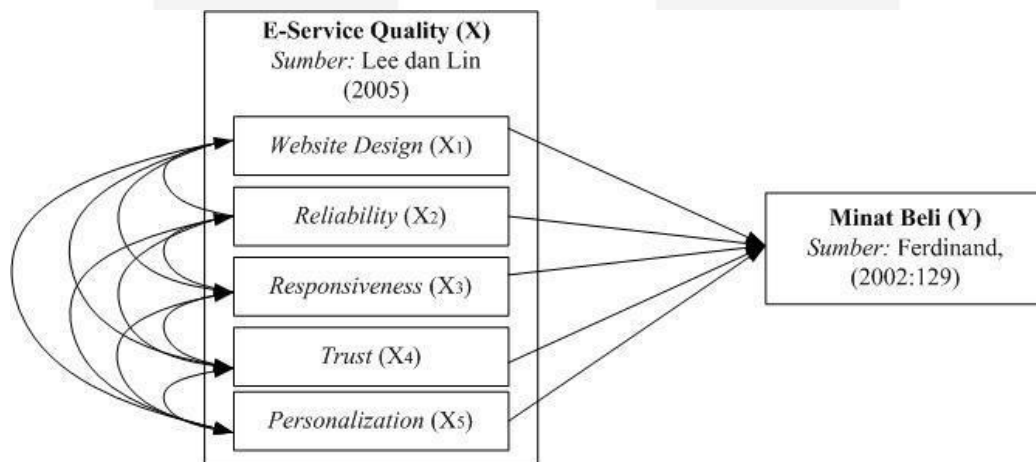 E-Service Quality (X)
Sumber: Lee dan Lin
(2005)
Website Design (X1)
Reliability (X2)
Responsiveness (X3)
Trust (X4)
Personalization (X5)
Minat Beli (Y)
Sumber: Ferdinand,
(2002:129)